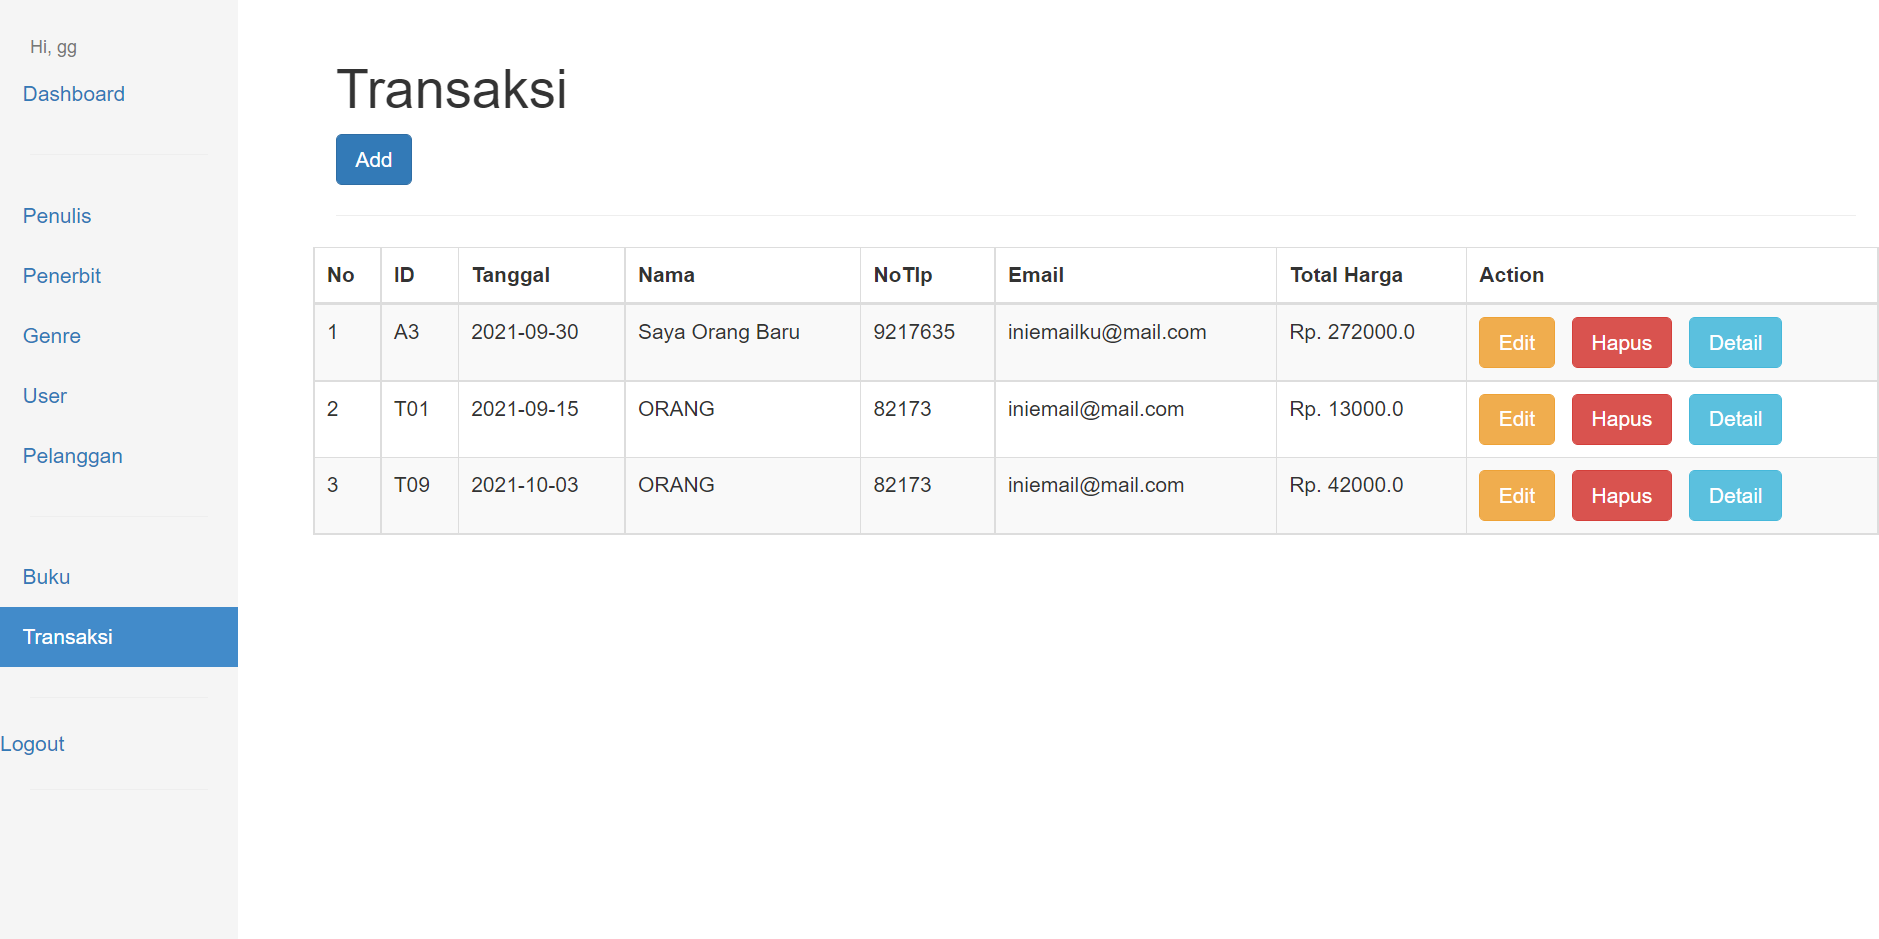 Hi, gg
Dashboard
Penulis
Penerbit
Genre
User
Pelanggan
Buku
Transaksi
Logout
Transaksi
Add
No ID Tanggal Nama NoTlp Email Total Harga Action
1 A3 2021-09-30 Saya Orang Baru 9217635 iniemailku@mail.com Rp. 272000.0 Edit Hapus Detail
2 T01 2021-09-15 ORANG 82173 iniemail@mail.com Rp. 13000.0 Edit Hapus Detail
3 T09 2021-10-03 ORANG 82173 iniemail@mail.com Rp. 42000.0 Edit Hapus Detail